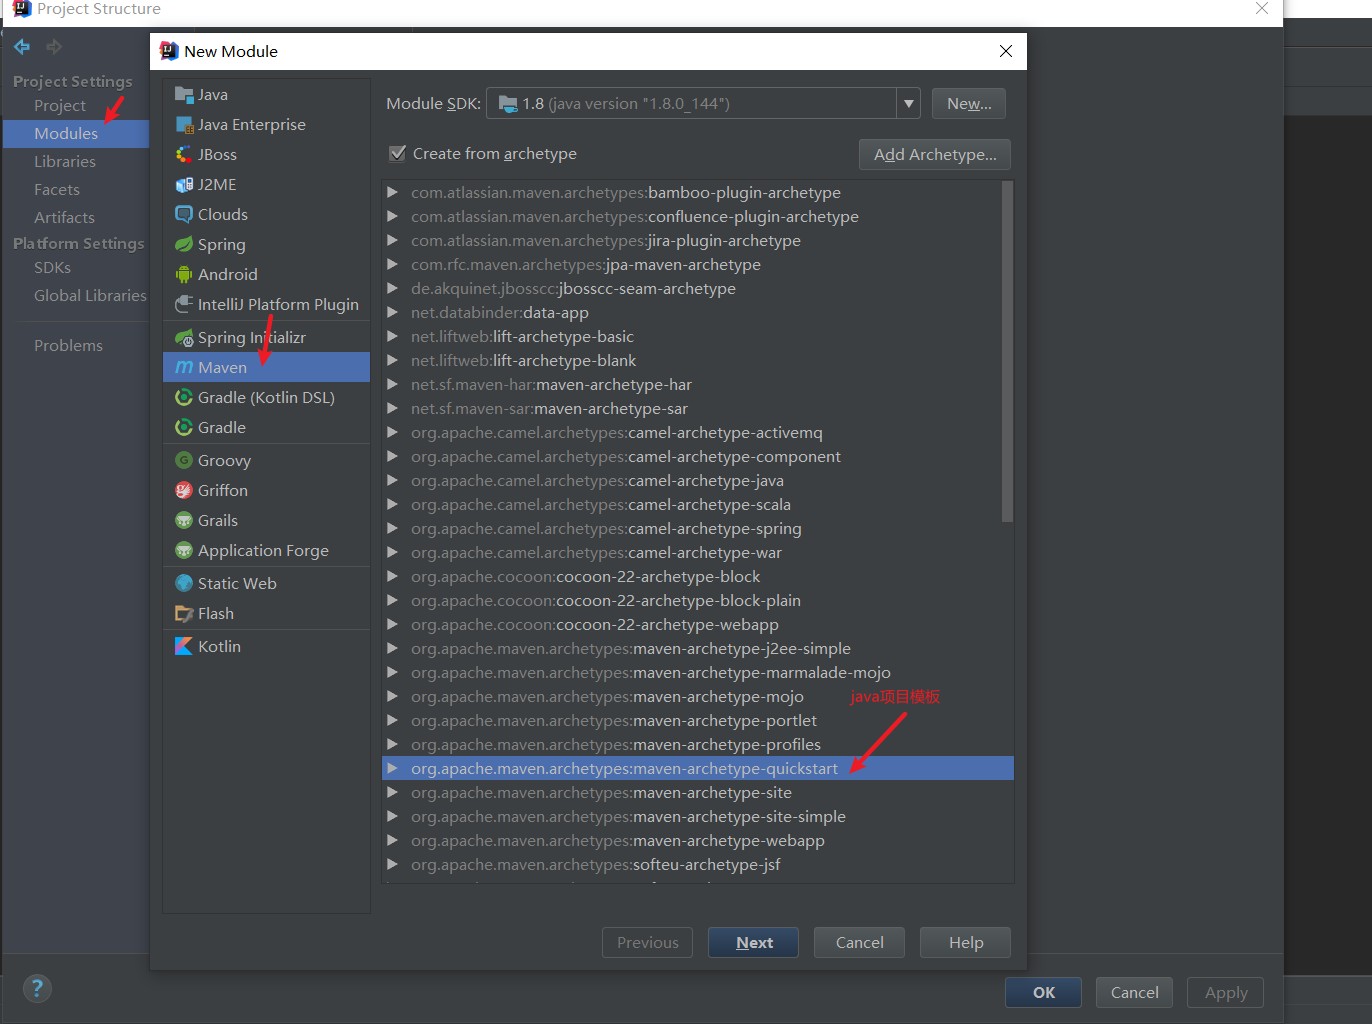 Project Structure
New Module
Project Settings
Project
Modules
Libraries
Facets
Artifacts
Platform Settings
SDKs
Global Libraries
Problems
Java
Java Enterprise
JBoss
J2ME
Clouds
Spring
Android
IntelliJ Platform Plugin
Spring Initializr
Maven
Gradle (Kotlin DSL)
Gradle
Groovy
Griffon
Grails
Application Forge
Static Web
Flash
Kotlin
Module SDK: 1.8 (java version "1.8.0_144") New...
Create from archetype Add Archetype...
com.atlassian.maven.archetypes:bamboo-plugin-archetype
com.atlassian.maven.archetypes:confluence-plugin-archetype
com.atlassian.maven.archetypes:jira-plugin-archetype
com.rfc.maven.archetypes:jpa-maven-archetype
de.akquinet.jbosscc:jbosscc-seam-archetype
net.databinder:data-app
net.liftweb:lift-archetype-basic
net.liftweb:lift-archetype-blank
net.sf.maven-har:maven-archetype-har
net.sf.maven-sar:maven-archetype-sar
org.apache.camel.archetypes:camel-archetype-activemq
org.apache.camel.archetypes:camel-archetype-component
org.apache.camel.archetypes:camel-archetype-java
org.apache.camel.archetypes:camel-archetype-scala
org.apache.camel.archetypes:camel-archetype-spring
org.apache.camel.archetypes:camel-archetype-war
org.apache.cocoon:cocoon-22-archetype-block
org.apache.cocoon:cocoon-22-archetype-block-plain
org.apache.cocoon:cocoon-22-archetype-webapp
org.apache.maven.archetypes:maven-archetype-j2ee-simple
org.apache.maven.archetypes:maven-archetype-marmalade-mojo
org.apache.maven.archetypes:maven-archetype-mojo
java项目模板
org.apache.maven.archetypes:maven-archetype-portlet
org.apache.maven.archetypes:maven-archetype-profiles
org.apache.maven.archetypes:maven-archetype-quickstart
org.apache.maven.archetypes:maven-archetype-site
org.apache.maven.archetypes:maven-archetype-site-simple
org.apache.maven.archetypes:maven-archetype-webapp
org.apache.maven.archetypes:softeu-archetype-jsf
Previous Next Cancel Help
? OK Cancel Apply